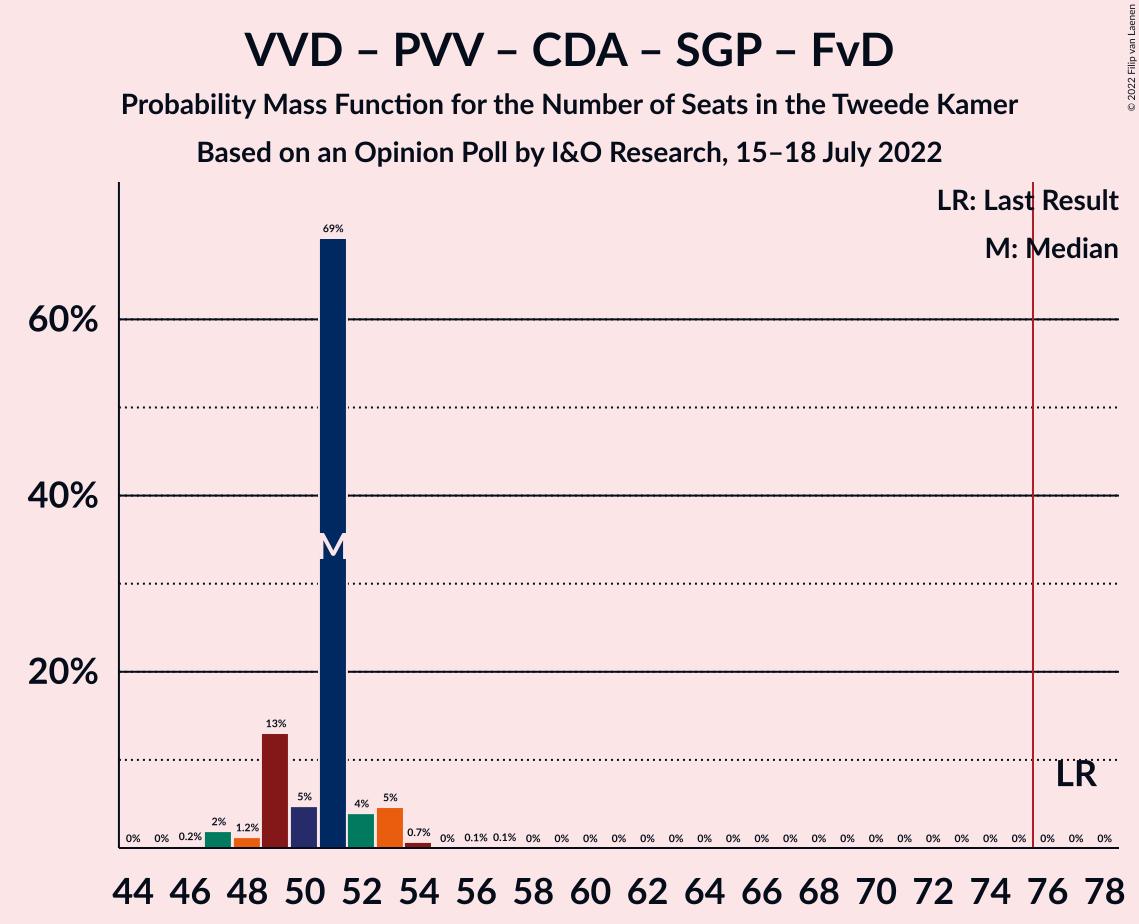 VVD – PVV – CDA – SGP – FvD
Probability Mass Function for the Number of Seats in the Tweede Kamer
Based on an Opinion Poll by I&O Research, 15–18 July 2022
© 2022 Filip van Laenen
LR: Last Result
M: Median
60%
40%
20%
0% 0% 0.2% 2% 1.2% 13% 5% 69% 4% 5% 0.7% 0% 0.1% 0.1% 0% 0% 0% 0% 0% 0% 0% 0% 0% 0% 0% 0% 0% 0% 0% 0% 0% 0% 0% 0% 0%
M
LR
44 46 48 50 52 54 56 58 60 62 64 66 68 70 72 74 76 78